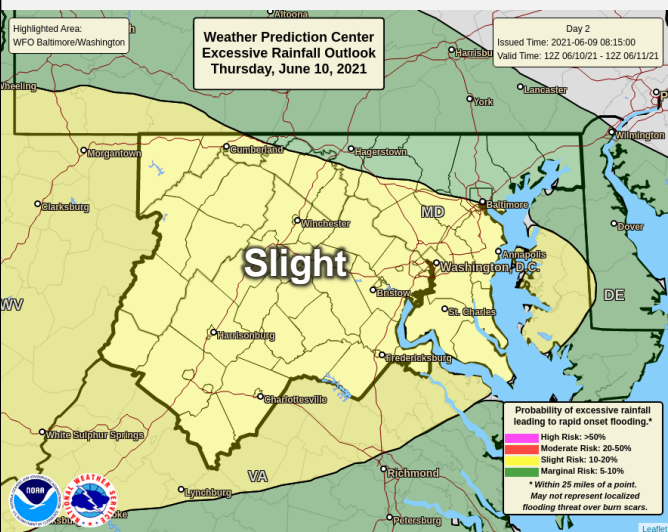 Highlighted Area:
WFO Baltimore/Washington
Weather Prediction Center
Excessive Rainfall Outlook
Thursday, June 10, 2021
Day 2
Issued Time: 2021-06-09 08:15:00
Valid Time: 12Z 06/10/21 - 12Z 06/11/21
Altoona
Harrisbu
Wheeling
Lancaster
York
Wilmington
Morgantown
Cumberland
Hagerstown
Clarksburg
Baltimore
MD
Winchester
Dover
Annapolis
Slight
Washington, D.C.
WV
Bristow
DE
St. Charles
Harrisonburg
Fredericksburg
Charlottesville
White Sulphur Springs
VA
Richmond
Lynchburg
Petersburg
NOAA
NATIONAL WEATHER SERVICE
Probability of excessive rainfall
leading to rapid onset flooding.*
High Risk: >50%
Moderate Risk: 20-50%
Slight Risk: 10-20%
Marginal Risk: 5-10%
* Within 25 miles of a point.
May not represent localized
flooding threat over burn scars.
Leaflet